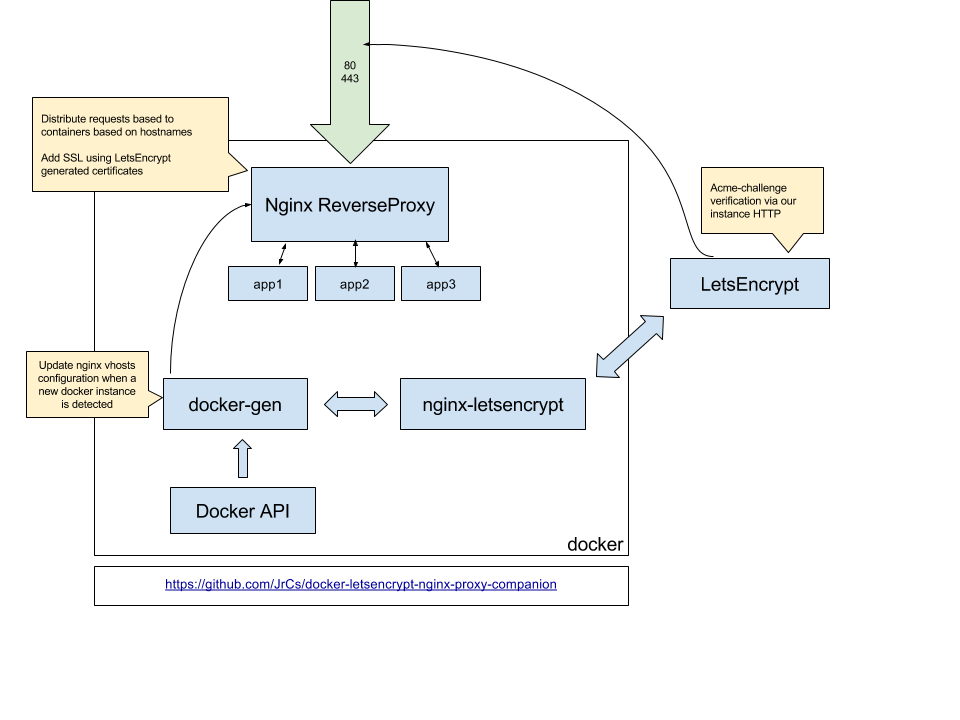 80
443
Distribute requests based to
containers based on hostnames
Add SSL using LetsEncrypt
generated certificates
Nginx ReverseProxy
Acme-challenge
verification via our
instance HTTP
app1
app2
app3
LetsEncrypt
Update nginx vhosts
configuration when a
new docker instance
is detected
docker-gen
nginx-letsencrypt
Docker API
docker
https://github.com/JrCs/docker-letsencrypt-nginx-proxy-companion